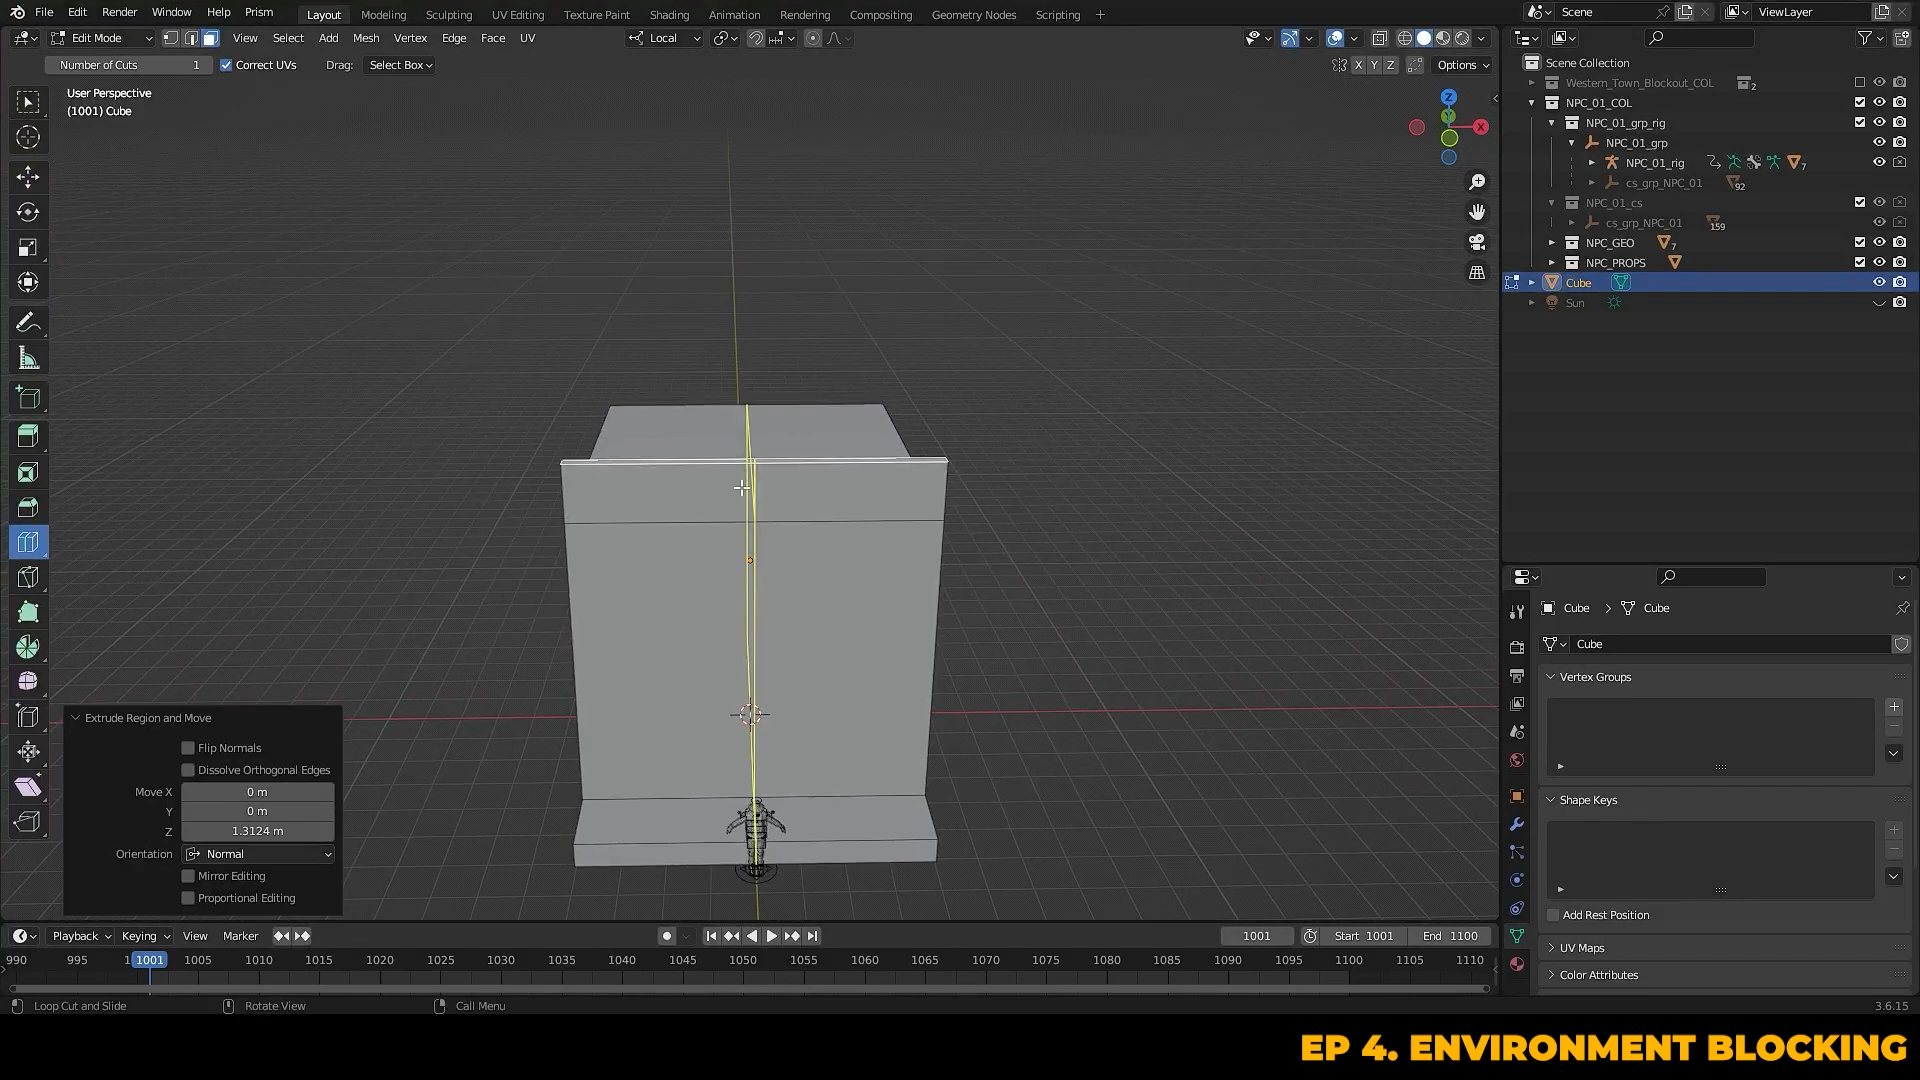 File Edit Render Window Help Prism Layout Modeling Sculpting UV Editing Texture Paint Shading Animation Rendering Compositing Geometry Nodes Scripting + Scene ViewLayer
Edit Mode View Select Add Mesh Vertex Edge Face UV Local
Number of Cuts 1 Correct UVs Drag: Select Box X Y Z Options
User Perspective
(1001) Cube
Z
Y
X
Scene Collection
Western_Town_Blockout_COL 2
NPC_01_COL
NPC_01_grp_rig
NPC_01_grp
NPC_01_rig 7
cs_grp_NPC_01 92
NPC_01_cs
cs_grp_NPC_01 159
NPC_GEO 7
NPC_PROPS
Cube
Sun
Cube > Cube
Cube
Vertex Groups
Shape Keys
Add Rest Position
UV Maps
Color Attributes
Extrude Region and Move
Flip Normals
Dissolve Orthogonal Edges
Move X 0 m
Y 0 m
Z 1.3124 m
Orientation Normal
Mirror Editing
Proportional Editing
Playback Keying View Marker 1001 Start 1001 End 1100
990 995 1 1001 1005 1010 1015 1020 1025 1030 1035 1040 1045 1050 1055 1060 1065 1070 1075 1080 1085 1090 1095 1100 1105 1110
Loop Cut and Slide Rotate View Call Menu 3.6.15
EP 4. ENVIRONMENT BLOCKING